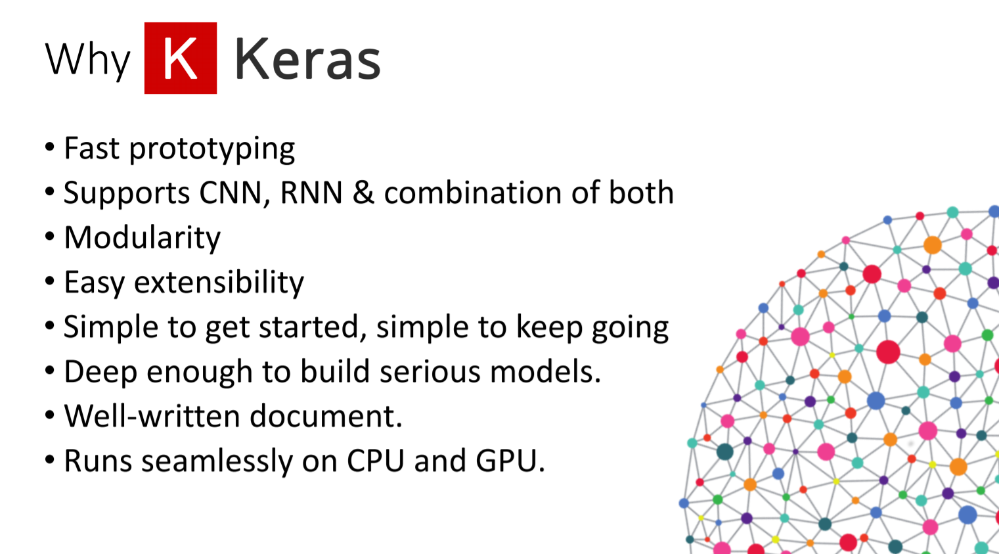 Why K Keras
• Fast prototyping
• Supports CNN, RNN & combination of both
• Modularity
• Easy extensibility
• Simple to get started, simple to keep going
• Deep enough to build serious models.
• Well-written document.
• Runs seamlessly on CPU and GPU.